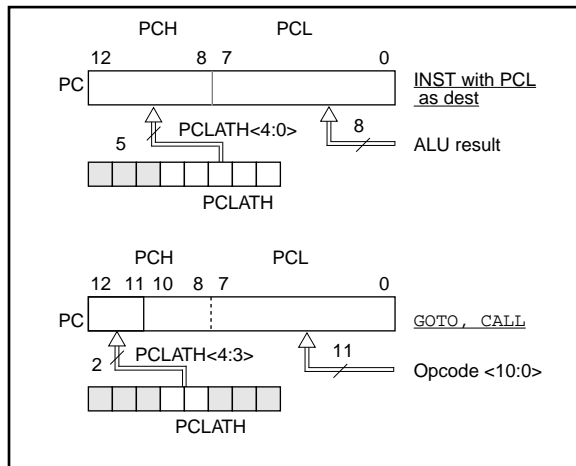 PCH PCL
12 8 7 0
PC
INST with PCL
as dest
PCLATH<4:0>
8
5
ALU result
PCLATH
PCH PCL
12 11 10 8 7 0
PC
GOTO, CALL
2
PCLATH<4:3>
11
Opcode <10:0>
PCLATH